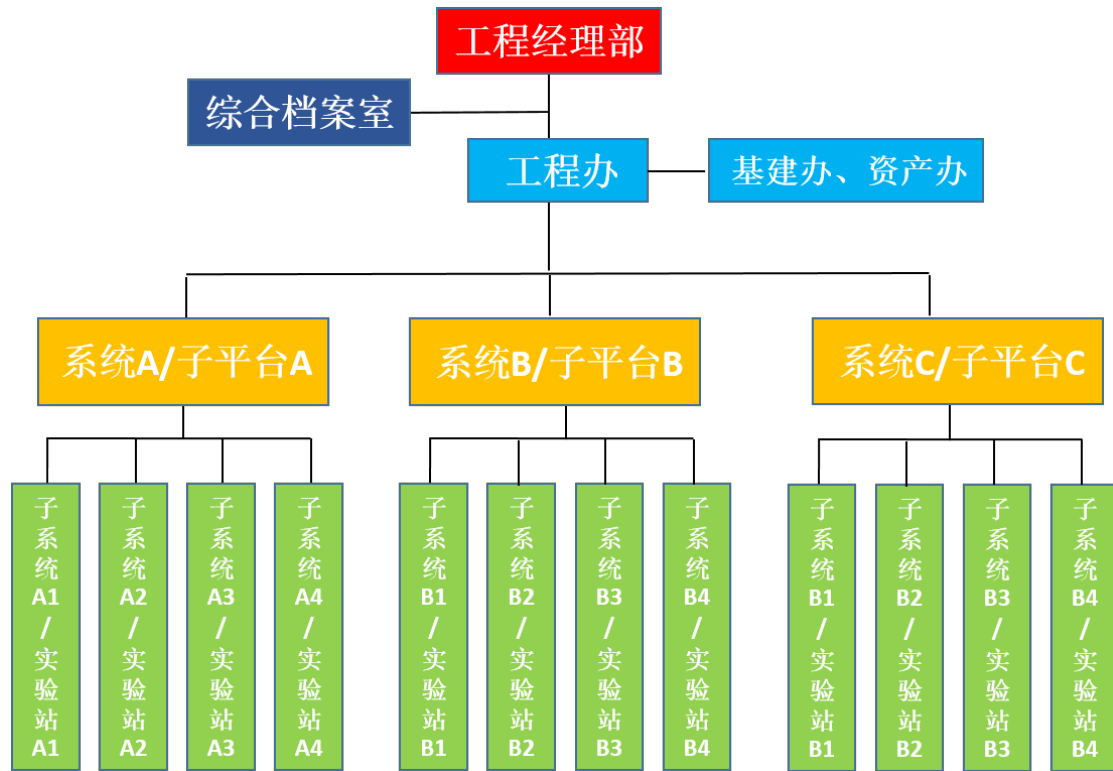 工程经理部
综合档案室
工程办
基建办、资产办
系统A/子平台A
系统B/子平台B
系统C/子平台C
子系统A1/实验站A1
子系统A2/实验站A2
子系统A3/实验站A3
子系统A4/实验站A4
子系统B1/实验站B1
子系统B2/实验站B2
子系统B3/实验站B3
子系统B4/实验站B4
子系统B1/实验站B1
子系统B2/实验站B2
子系统B3/实验站B3
子系统B4/实验站B4